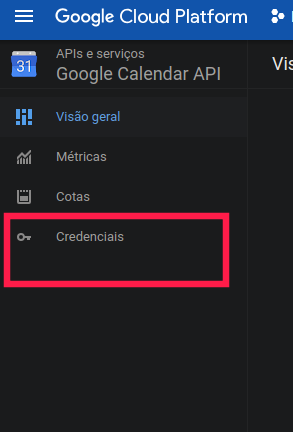 Google Cloud Platform
APIs e serviços
31
Google Calendar API
Vis
Visão geral
Métricas
Cotas
Credenciais